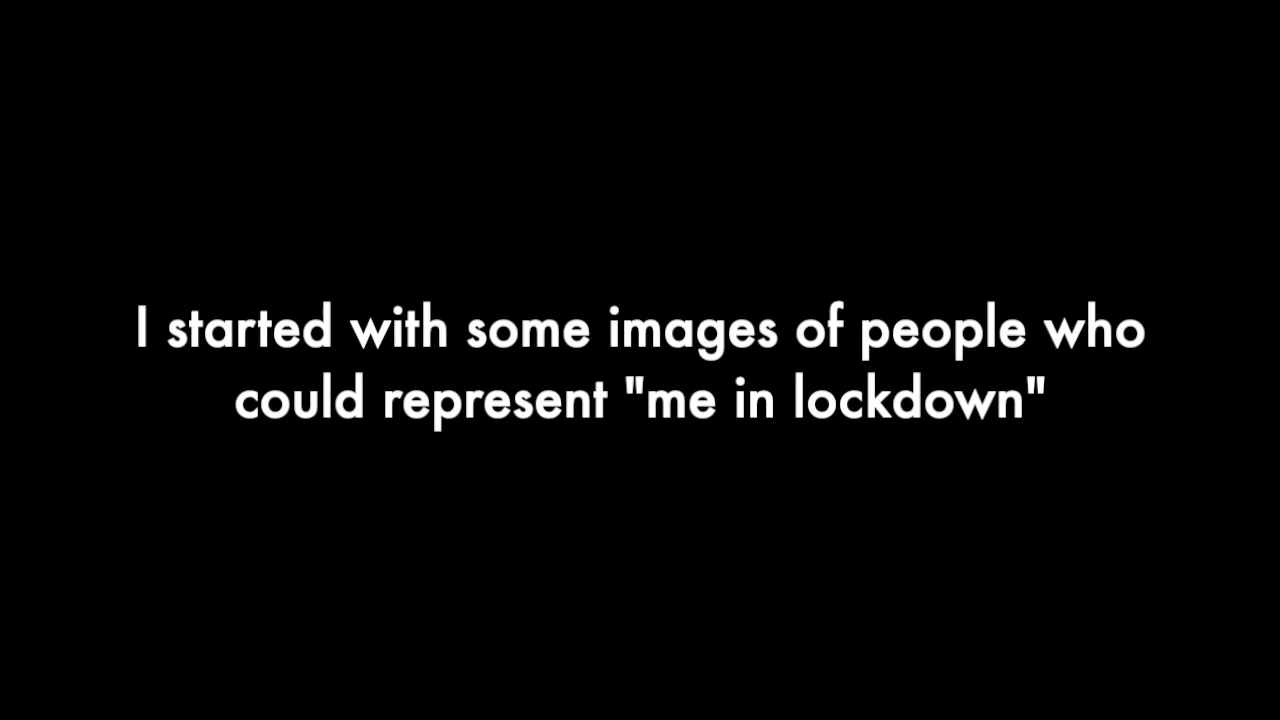 I started with some images of people who
could represent "me in lockdown"